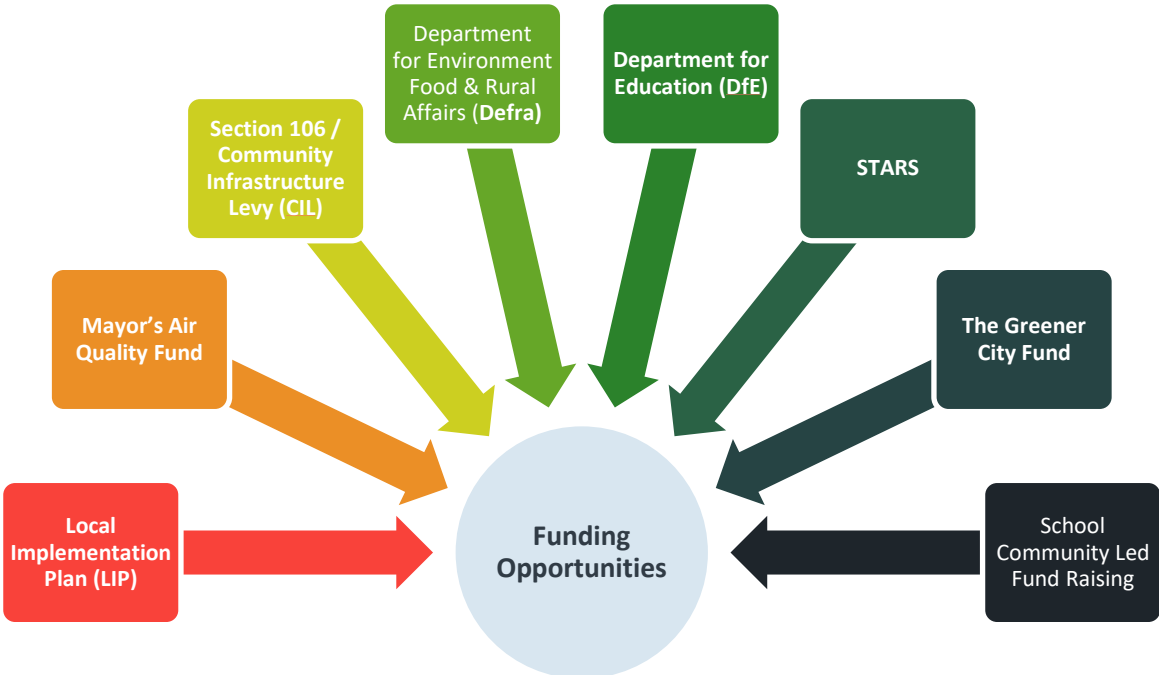 Local
Implementation
Plan (LIP)
Mayor’s Air
Quality Fund
Section 106 /
Community
Infrastructure
Levy (CIL)
Department
for Environment
Food & Rural
Affairs (Defra)
Department for
Education (DfE)
STARS
The Greener
City Fund
School
Community Led
Fund Raising
Funding
Opportunities